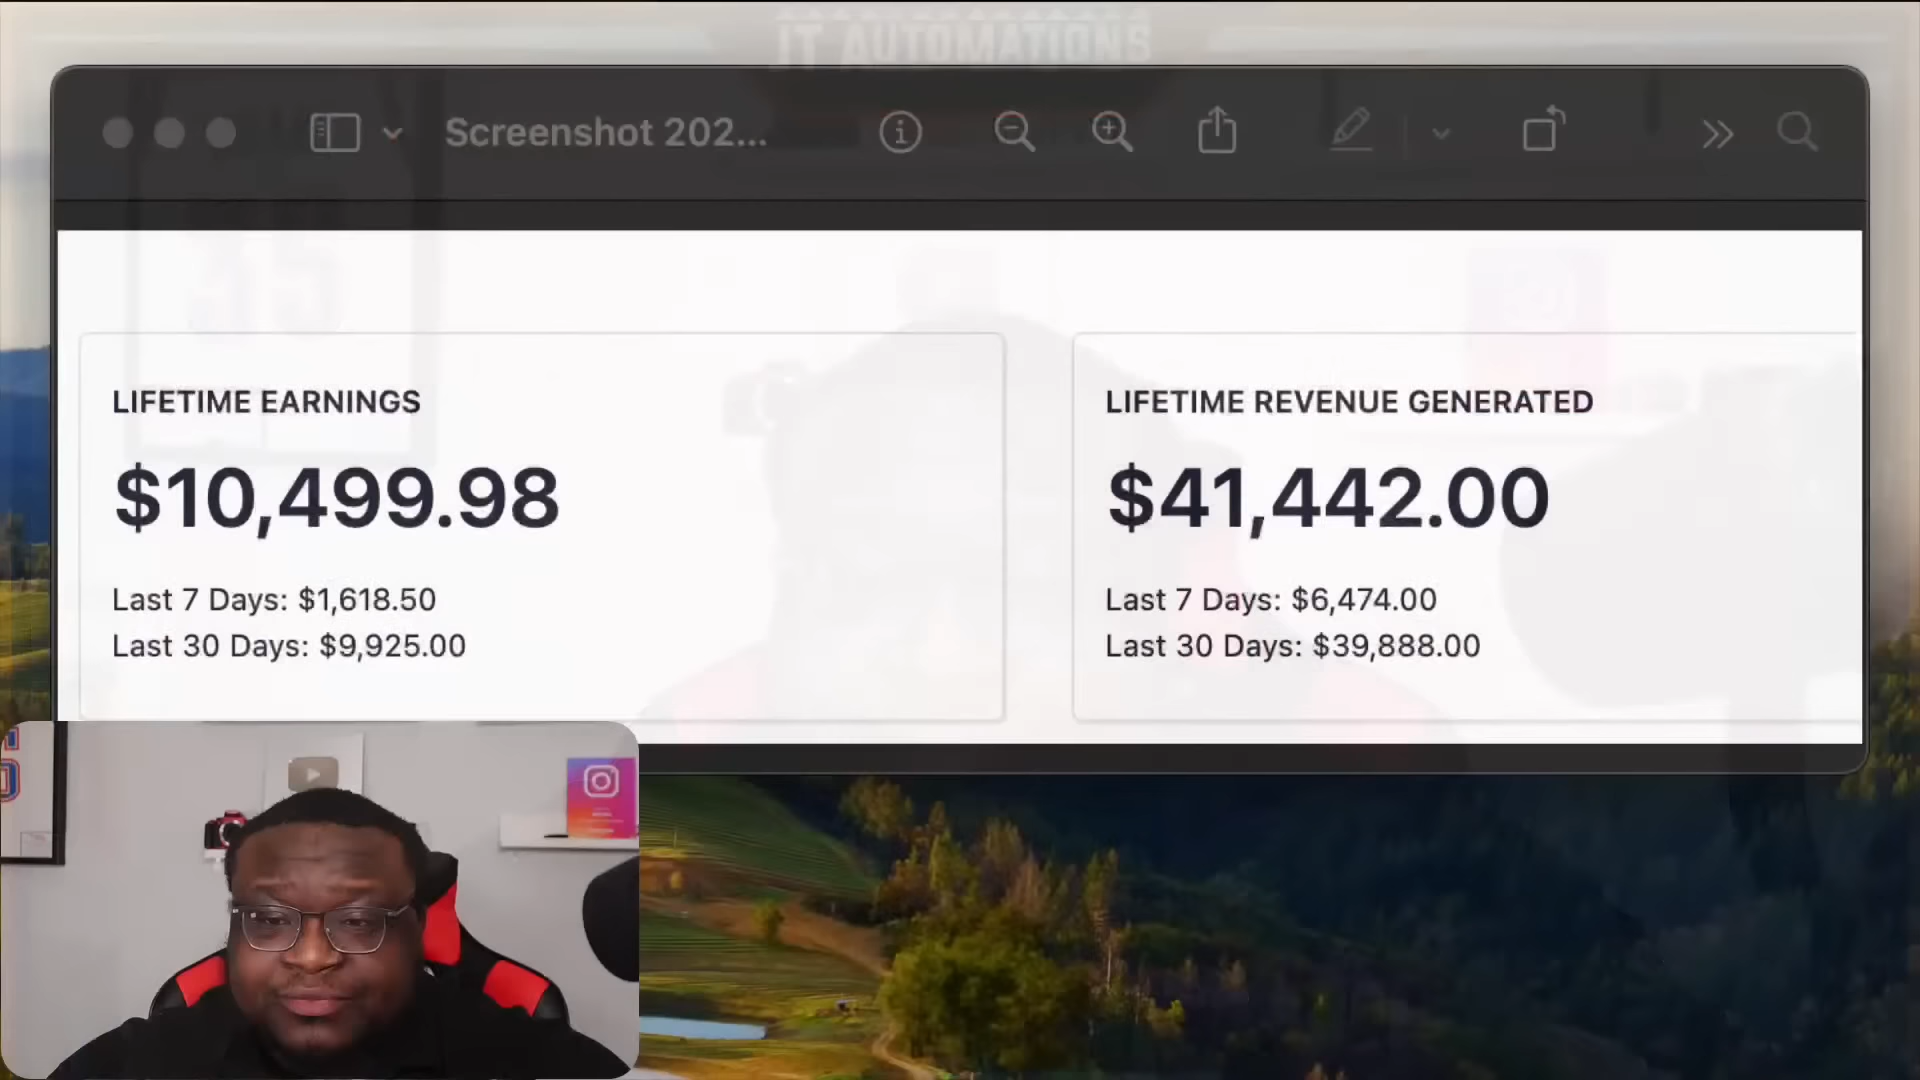 JT AUTOMATIONS
Screenshot 202...
LIFETIME EARNINGS
$10,499.98
Last 7 Days: $1,618.50
Last 30 Days: $9,925.00
LIFETIME REVENUE GENERATED
$41,442.00
Last 7 Days: $6,474.00
Last 30 Days: $39,888.00